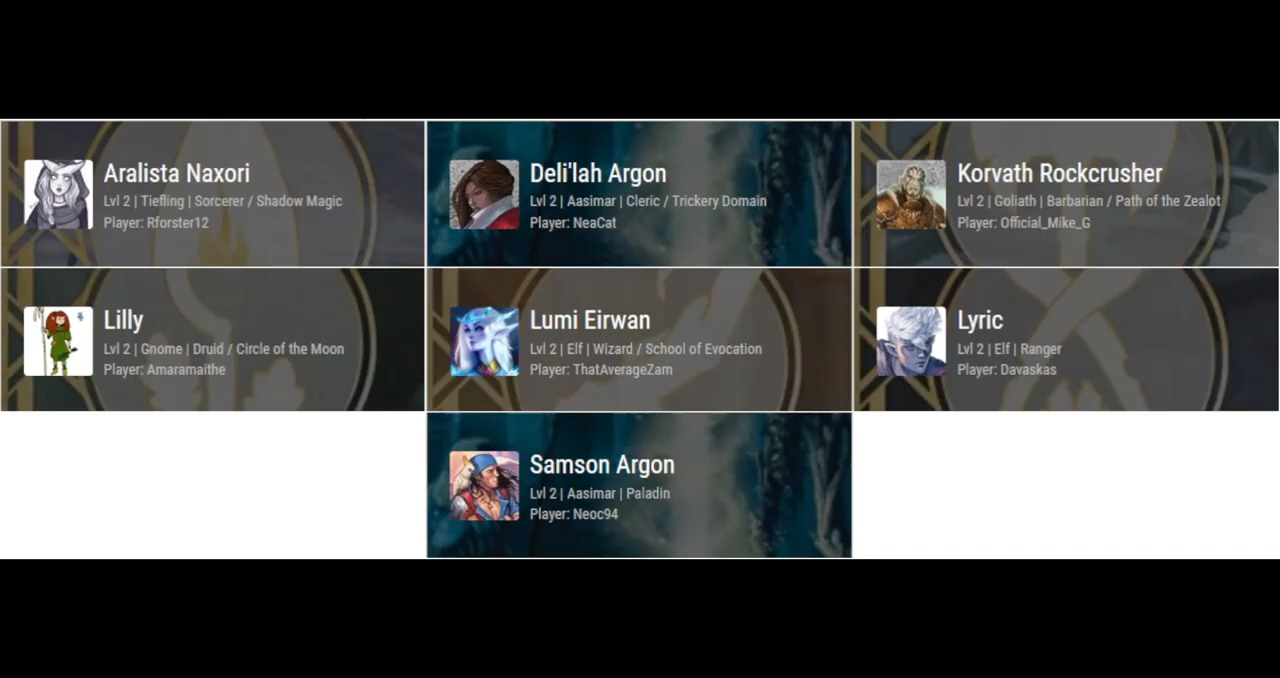 Aralista Naxori
Lvl 2 | Tiefling | Sorcerer / Shadow Magic
Player: Rforster12
Deli'lah Argon
Lvl 2 | Aasimar | Cleric / Trickery Domain
Player: NeaCat
Korvath Rockcrusher
Lvl 2 | Goliath | Barbarian / Path of the Zealot
Player: Official_Mike_G
Lilly
Lvl 2 | Gnome | Druid / Circle of the Moon
Player: Amaramaithe
Lumi Eirwan
Lvl 2 | Elf | Wizard / School of Evocation
Player: ThatAverageZam
Lyric
Lvl 2 | Elf | Ranger
Player: Davaskas
Samson Argon
Lvl 2 | Aasimar | Paladin
Player: Neoc94